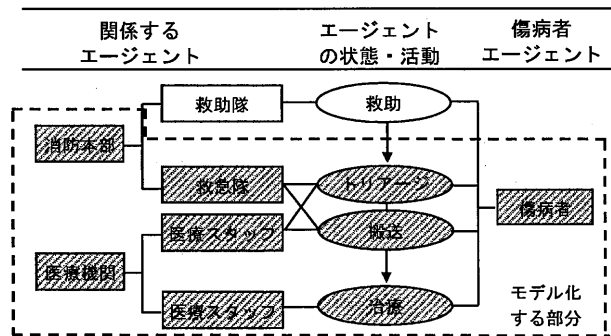 関係する
エージェント
エージェント
の状態・活動
傷病者
エージェント
救助隊
救助
消防本部
救急隊
トリアージ
傷病者
医療スタッフ
搬送
医療機関
医療スタッフ
治療
モデル化
する部分